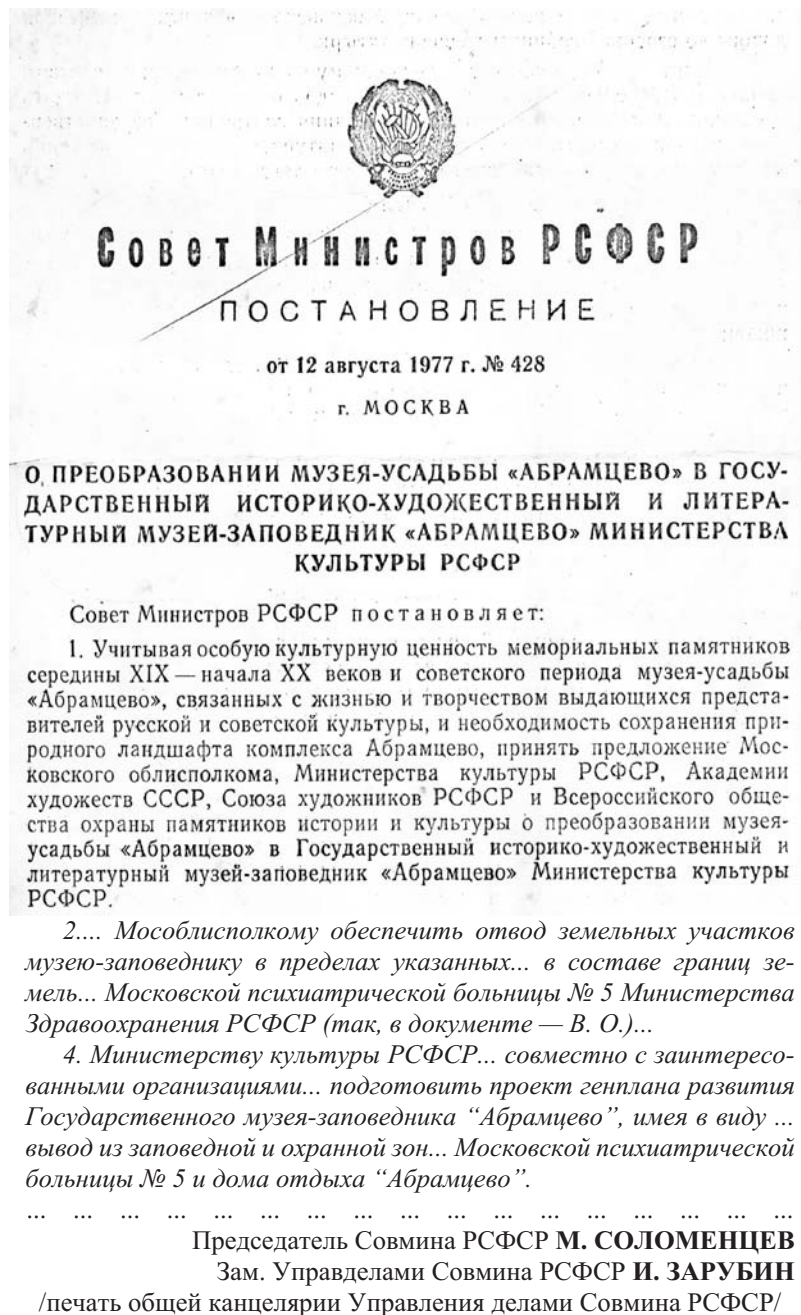 Совет Министров РСФСР
ПОСТАНОВЛЕНИЕ
от 12 августа 1977 г. № 428
г. МОСКВА
О ПРЕОБРАЗОВАНИИ МУЗЕЯ-УСАДЬБЫ «АБРАМЦЕВО» В ГОСУ-
ДАРСТВЕННЫЙ ИСТОРИКО-ХУДОЖЕСТВЕННЫЙ И ЛИТЕРА-
ТУРНЫЙ МУЗЕЙ-ЗАПОВЕДНИК «АБРАМЦЕВО» МИНИСТЕРСТВА
КУЛЬТУРЫ РСФСР
Совет Министров РСФСР постановляет:
1. Учитывая особую культурную ценность мемориальных памятников
середины XIX — начала XX веков и советского периода музея-усадьбы
«Абрамцево», связанных с жизнью и творчеством выдающихся предста-
вителей русской и советской культуры, и необходимость сохранения при-
родного ландшафта комплекса Абрамцево, принять предложение Мос-
ковского облисполкома, Министерства культуры РСФСР, Академии
художеств СССР, Союза художников РСФСР и Всероссийского обще-
ства охраны памятников истории и культуры о преобразовании музея-
усадьбы «Абрамцево» в Государственный историко-художественный и
литературный музей-заповедник «Абрамцево» Министерства культуры
РСФСР.
2.... Мособлисполкому обеспечить отвод земельных участков
музею-заповеднику в пределах указанных... в составе границ зе-
мель... Московской психиатрической больницы № 5 Министерства
Здравоохранения РСФСР (так, в документе — В. О.)...
4. Министерству культуры РСФСР... совместно с заинтересо-
ванными организациями... подготовить проект генплана развития
Государственного музея-заповедника “Абрамцево”, имея в виду ...
вывод из заповедной и охранной зон... Московской психиатрической
больницы № 5 и дома отдыха “Абрамцево”.
... ... ... ... ... ... ... ... ... ... ... ... ... ... ... ... ...
Председатель Совмина РСФСР М. СОЛОМЕНЦЕВ
Зам. Управделами Совмина РСФСР И. ЗАРУБИН
/печать общей канцелярии Управления делами Совмина РСФСР/